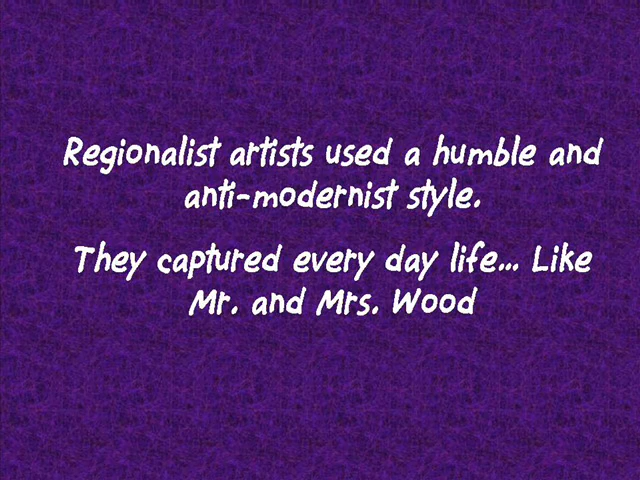 Regionalist artists used a humble and
anti-modernist style.
They captured every day life... Like
Mr. and Mrs. Wood